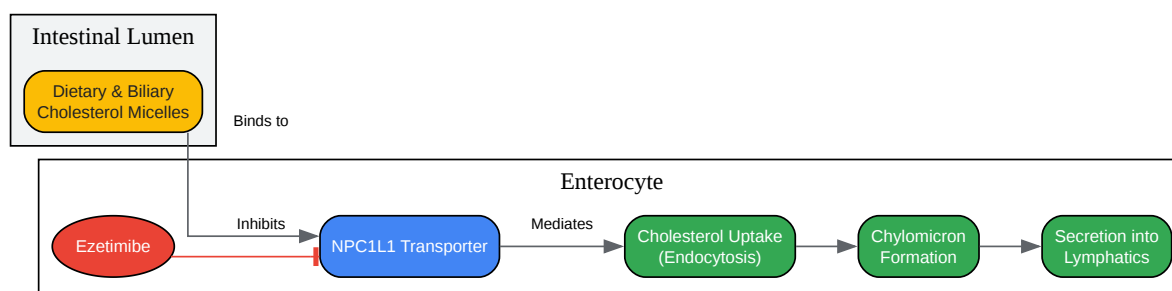 Intestinal Lumen
Dietary & Biliary
Cholesterol Micelles
Binds to
Enterocyte
Ezetimibe
Inhibits
NPC1L1 Transporter
Mediates
Cholesterol Uptake
(Endocytosis)
Chylomicron
Formation
Secretion into
Lymphatics